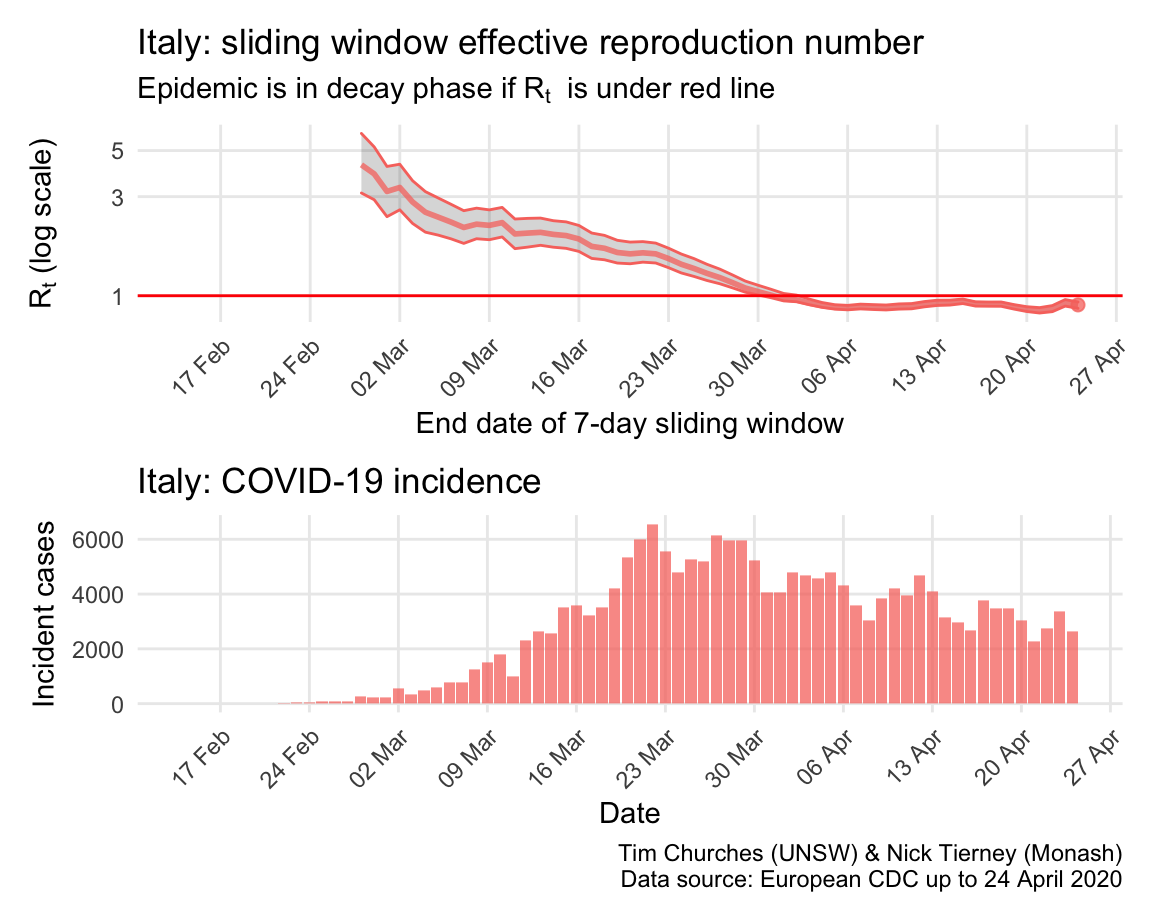 Italy: sliding window effective reproduction number
Epidemic is in decay phase if Rt is under red line
Rt (log scale)
5
3
1
17 Feb
24 Feb
02 Mar
09 Mar
16 Mar
23 Mar
30 Mar
06 Apr
13 Apr
20 Apr
27 Apr
End date of 7-day sliding window
Italy: COVID-19 incidence
Incident cases
6000
4000
2000
0
17 Feb
24 Feb
02 Mar
09 Mar
16 Mar
23 Mar
30 Mar
06 Apr
13 Apr
20 Apr
27 Apr
Date
Tim Churches (UNSW) & Nick Tierney (Monash)
Data source: European CDC up to 24 April 2020